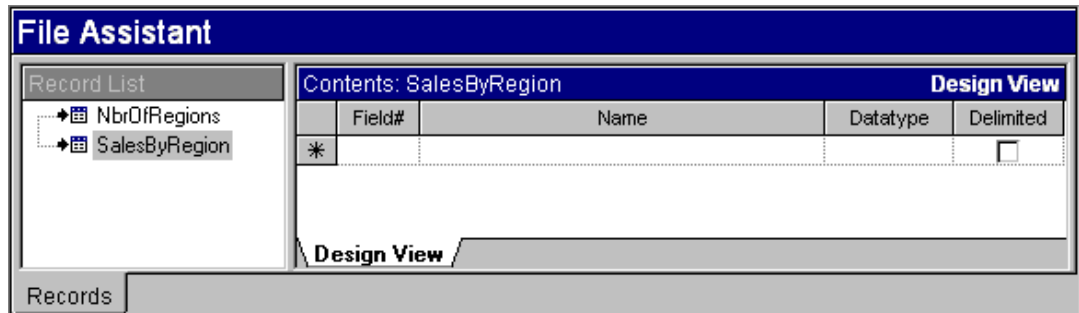 File Assistant
Record List
NbrOfRegions
SalesByRegion
Contents: SalesByRegion Design View
Field# Name Datatype Delimited
*
Design View
Records